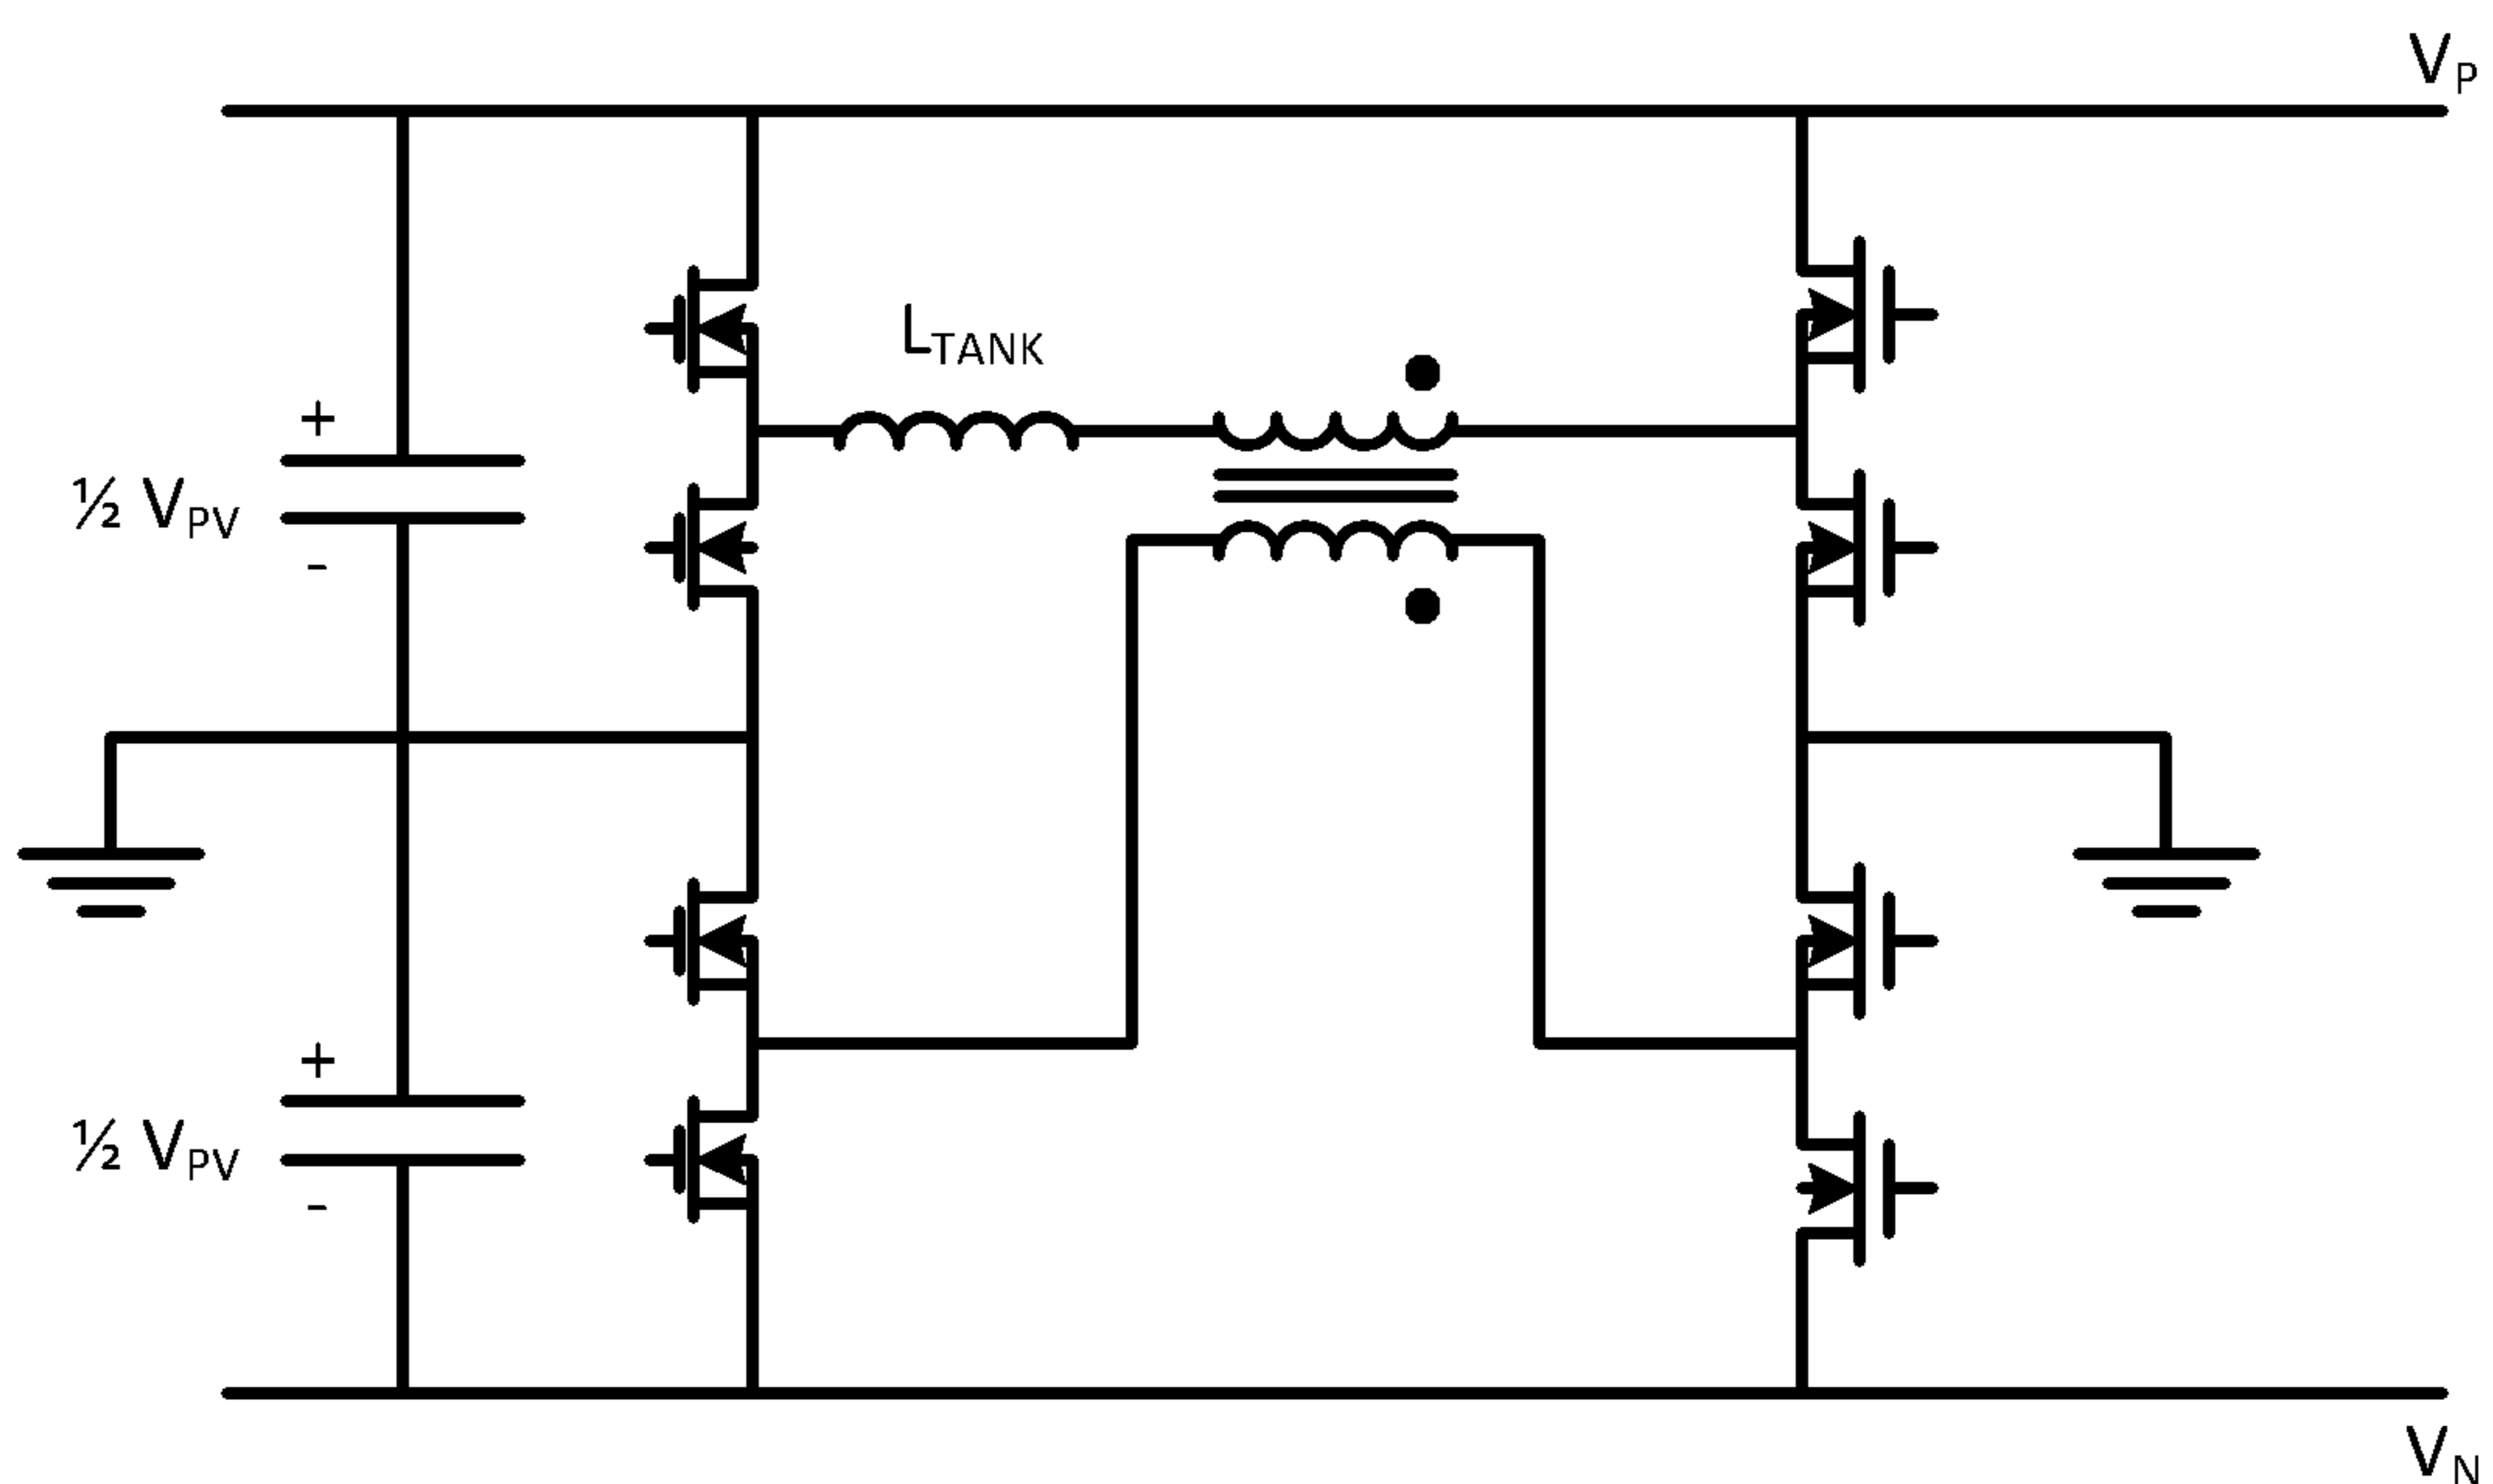 V_P
L_TANK
+
½ V_PV
-
+
½ V_PV
-
V_N